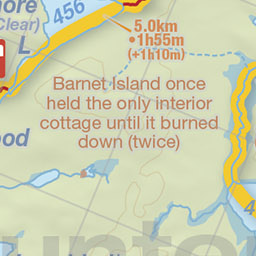 more
456
Clear)
L
5.0km
•1h55m
(+1h10m)
Barnet Island once
held the only interior
cottage until it burned
down (twice)
ood